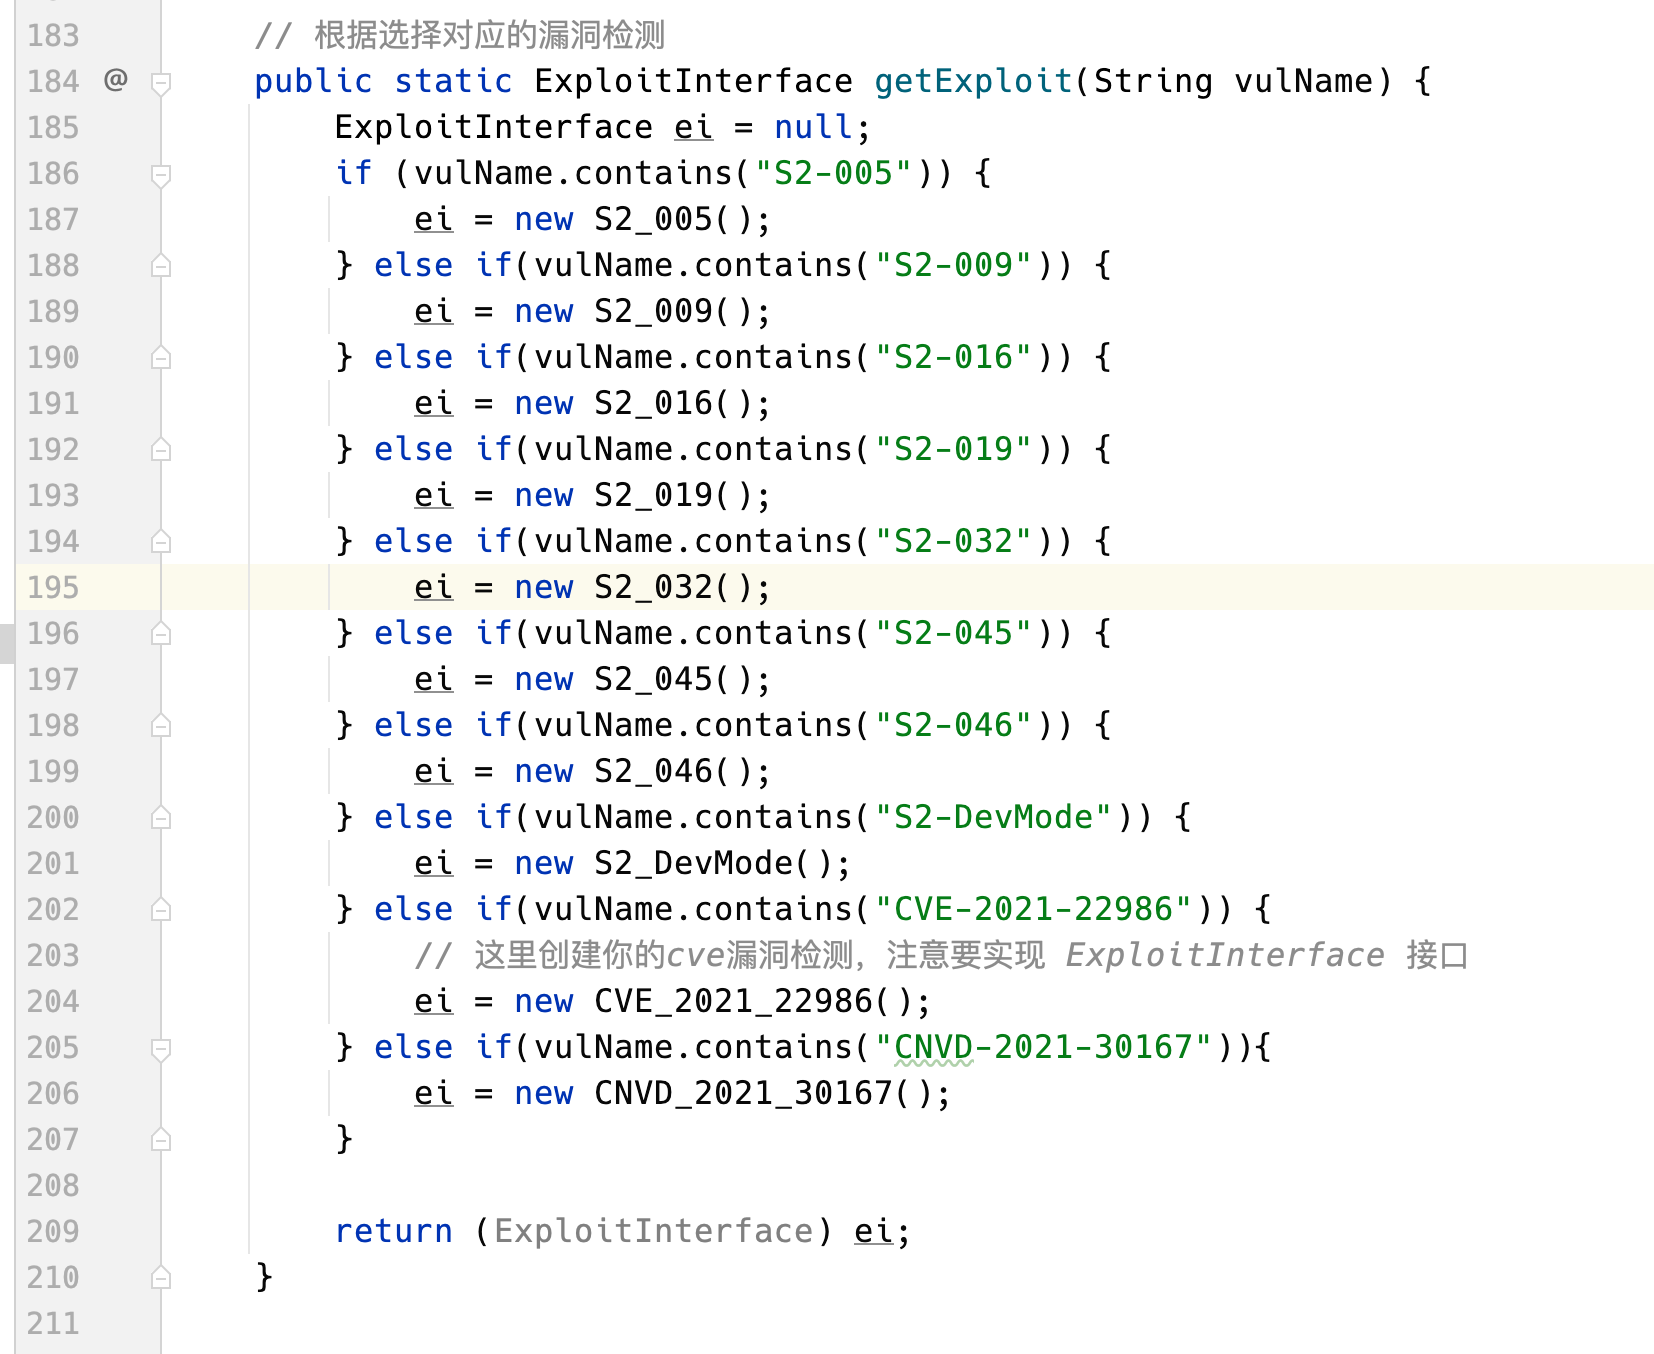 183 // 根据选择对应的漏洞检测
184 @ public static ExploitInterface getExploit(String vulName) {
185 ExploitInterface ei = null;
186 if (vulName.contains("S2-005")) {
187 ei = new S2_005();
188 } else if(vulName.contains("S2-009")) {
189 ei = new S2_009();
190 } else if(vulName.contains("S2-016")) {
191 ei = new S2_016();
192 } else if(vulName.contains("S2-019")) {
193 ei = new S2_019();
194 } else if(vulName.contains("S2-032")) {
195 ei = new S2_032();
196 } else if(vulName.contains("S2-045")) {
197 ei = new S2_045();
198 } else if(vulName.contains("S2-046")) {
199 ei = new S2_046();
200 } else if(vulName.contains("S2-DevMode")) {
201 ei = new S2_DevMode();
202 } else if(vulName.contains("CVE-2021-22986")) {
203 // 这里创建你的cve漏洞检测，注意要实现 ExploitInterface 接口
204 ei = new CVE_2021_22986();
205 } else if(vulName.contains("CNVD-2021-30167")){
206 ei = new CNVD_2021_30167();
207 }
208
209 return (ExploitInterface) ei;
210 }
211